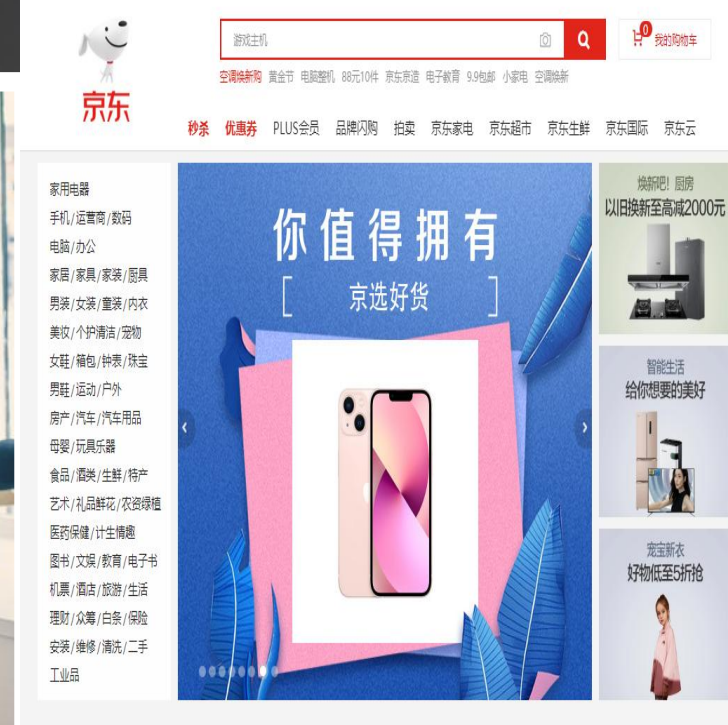 游戏主机
0
我的购物车
空调焕新购 黄金节 电脑整机 88元10件 京东京造 电子教育 9.9包邮 小家电 空调焕新
京东
秒杀 优惠券 PLUS会员 品牌闪购 拍卖 京东家电 京东超市 京东生鲜 京东国际 京东云
家用电器
手机/运营商/数码
电脑/办公
家居/家具/家装/厨具
男装/女装/童装/内衣
美妆/个护清洁/宠物
女鞋/箱包/钟表/珠宝
男鞋/运动/户外
房产/汽车/汽车用品
母婴/玩具乐器
食品/酒类/生鲜/特产
艺术/礼品鲜花/农资绿植
医药保健/计生情趣
图书/文娱/教育/电子书
机票/酒店/旅游/生活
理财/众筹/白条/保险
安装/维修/清洗/二手
工业品
你值得拥有
京选好货
焕新吧！厨房
以旧换新至高减2000元
智能生活
给你想要的美好
宠宝新衣
好物低至5折抢